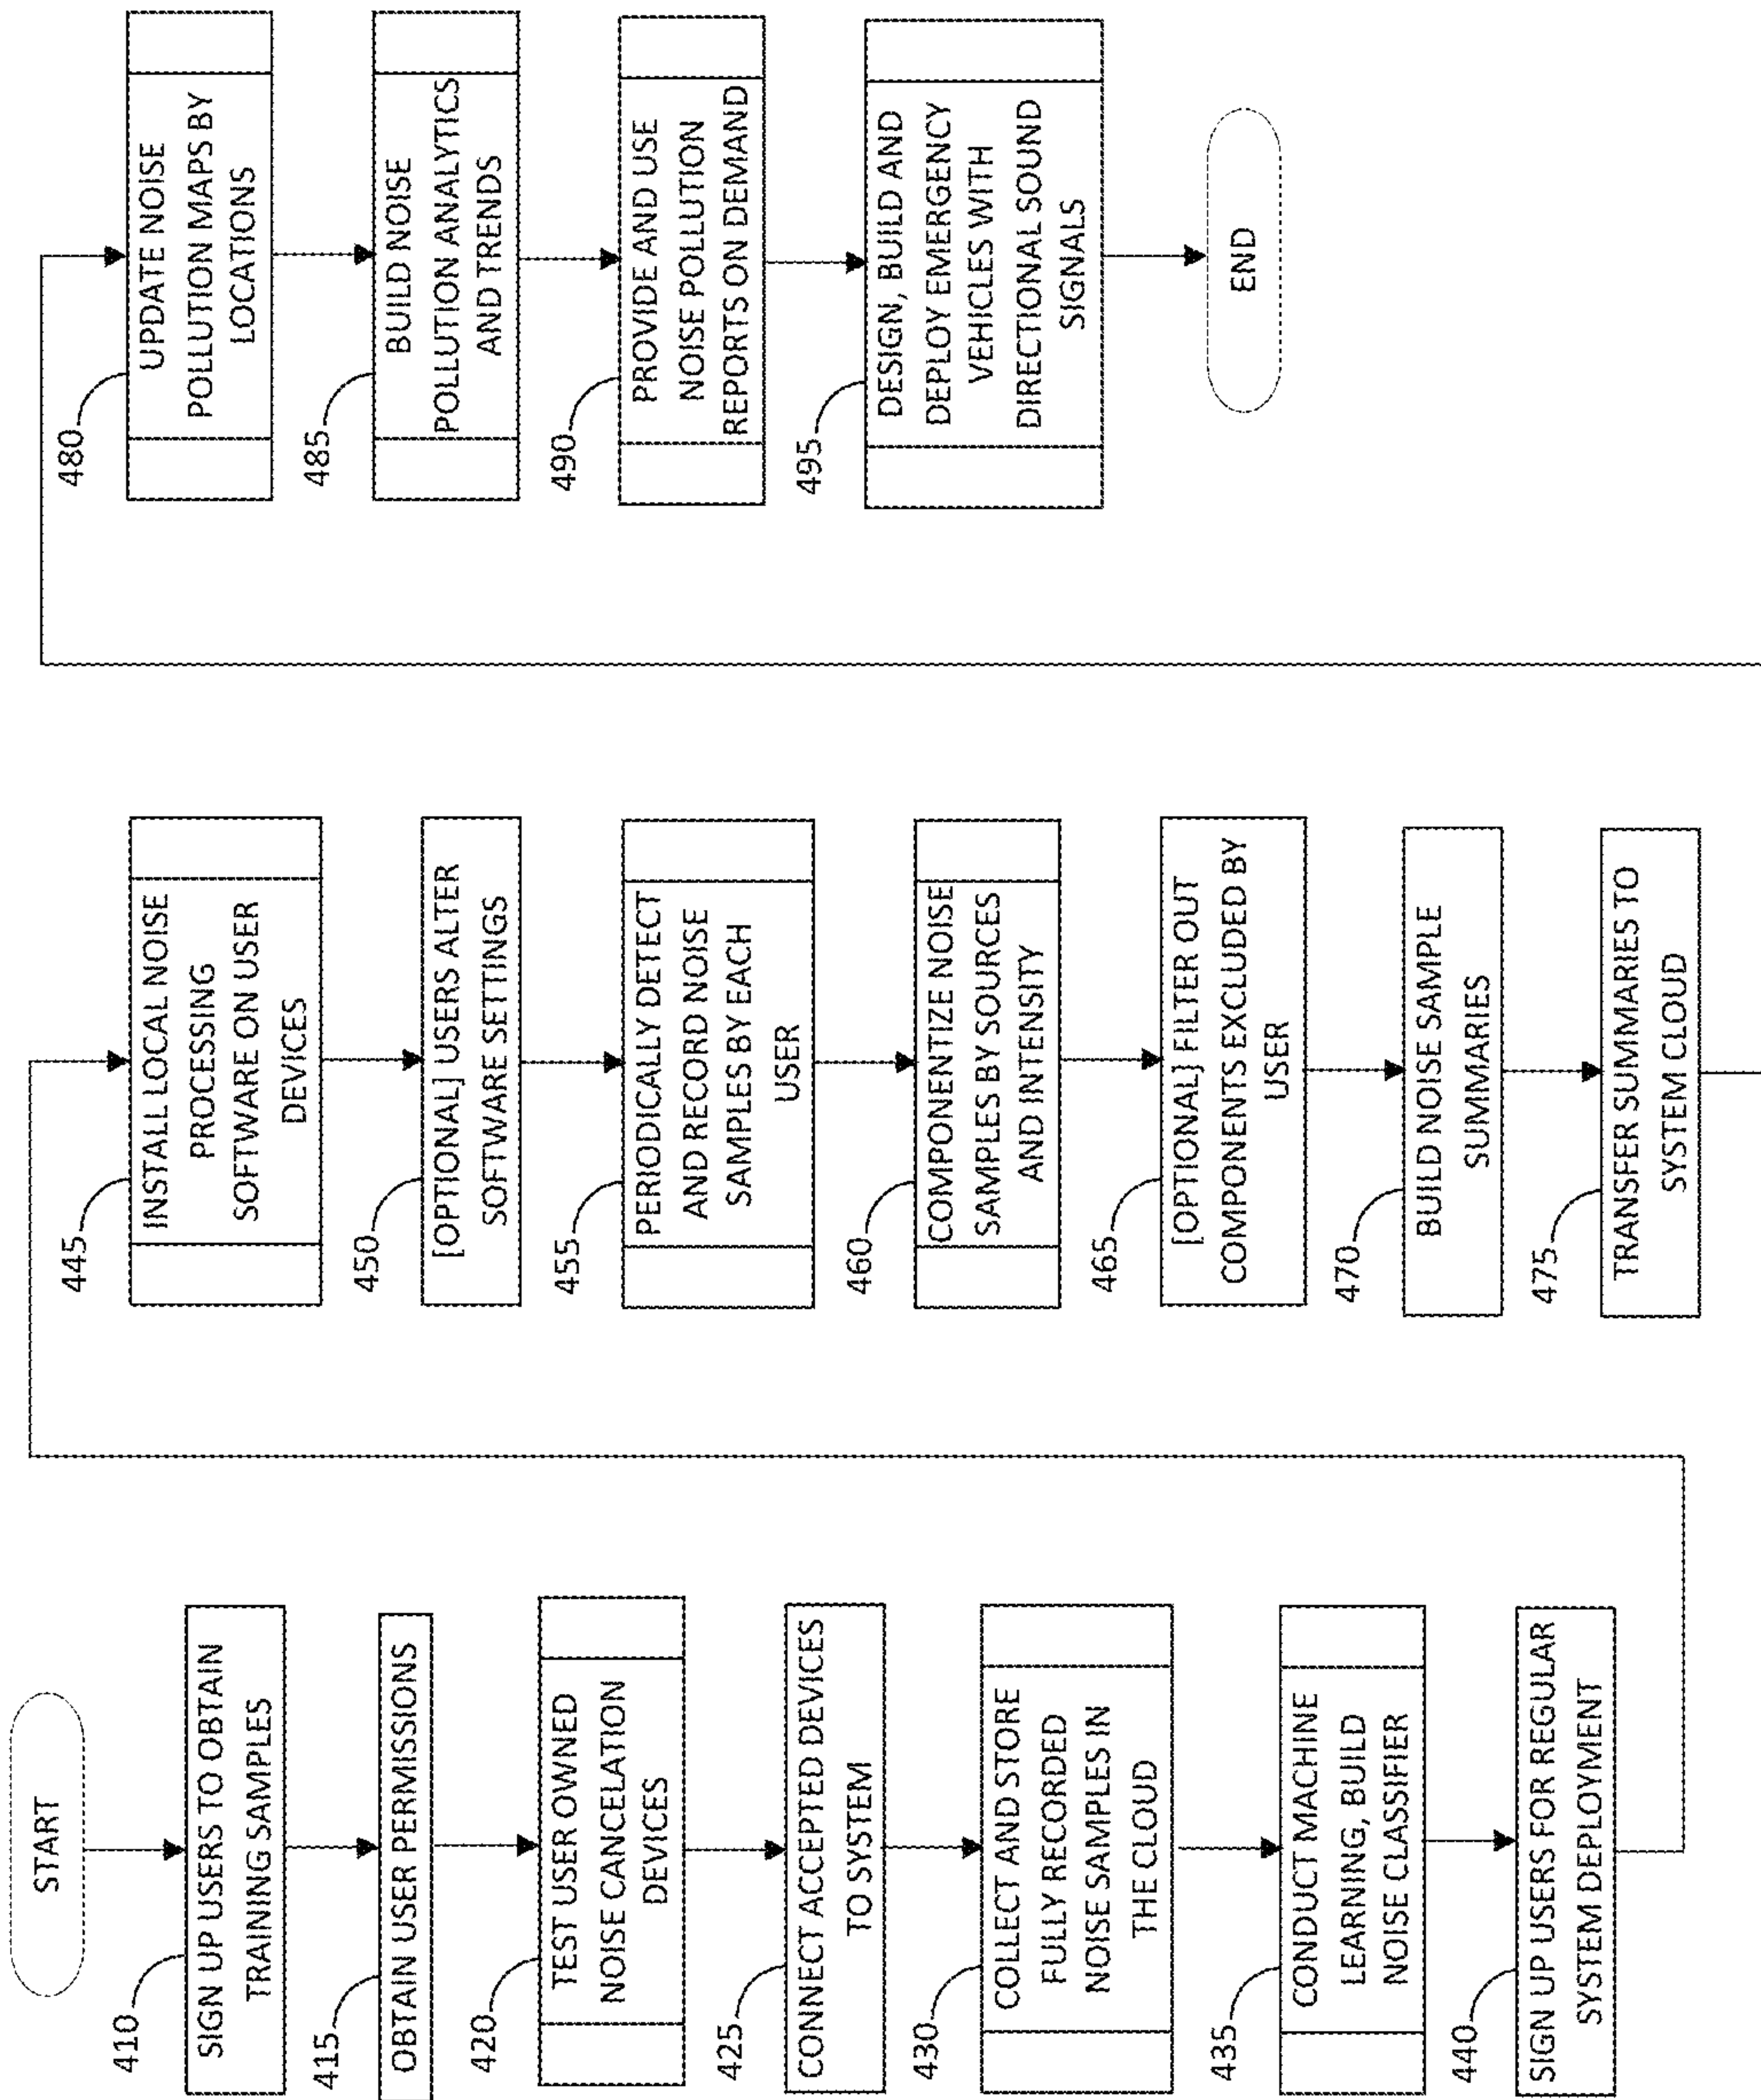 START
410
SIGN UP USERS TO OBTAIN
TRAINING SAMPLES
415
OBTAIN USER PERMISSIONS
420
TEST USER OWNED
NOISE CANCELATION
DEVICES
425
CONNECT ACCEPTED DEVICES
TO SYSTEM
430
COLLECT AND STORE
FULLY RECORDED
NOISE SAMPLES IN
THE CLOUD
435
CONDUCT MACHINE
LEARNING, BUILD
NOISE CLASSIFIER
440
SIGN UP USERS FOR REGULAR
SYSTEM DEPLOYMENT
445
INSTALL LOCAL NOISE
PROCESSING
SOFTWARE ON USER
DEVICES
450
[OPTIONAL] USERS ALTER
SOFTWARE SETTINGS
455
PERIODICALLY DETECT
AND RECORD NOISE
SAMPLES BY EACH
USER
460
COMPONENTIZE NOISE
SAMPLES BY SOURCES
AND INTENSITY
465
[OPTIONAL] FILTER OUT
COMPONENTS EXCLUDED BY
USER
470
BUILD NOISE SAMPLE
SUMMARIES
475
TRANSFER SUMMARIES TO
SYSTEM CLOUD
480
UPDATE NOISE
POLLUTION MAPS BY
LOCATIONS
485
BUILD NOISE
POLLUTION ANALYTICS
AND TRENDS
490
PROVIDE AND USE
NOISE POLLUTION
REPORTS ON DEMAND
495
DESIGN, BUILD AND
DEPLOY EMERGENCY
VEHICLES WITH
DIRECTIONAL SOUND
SIGNALS
END